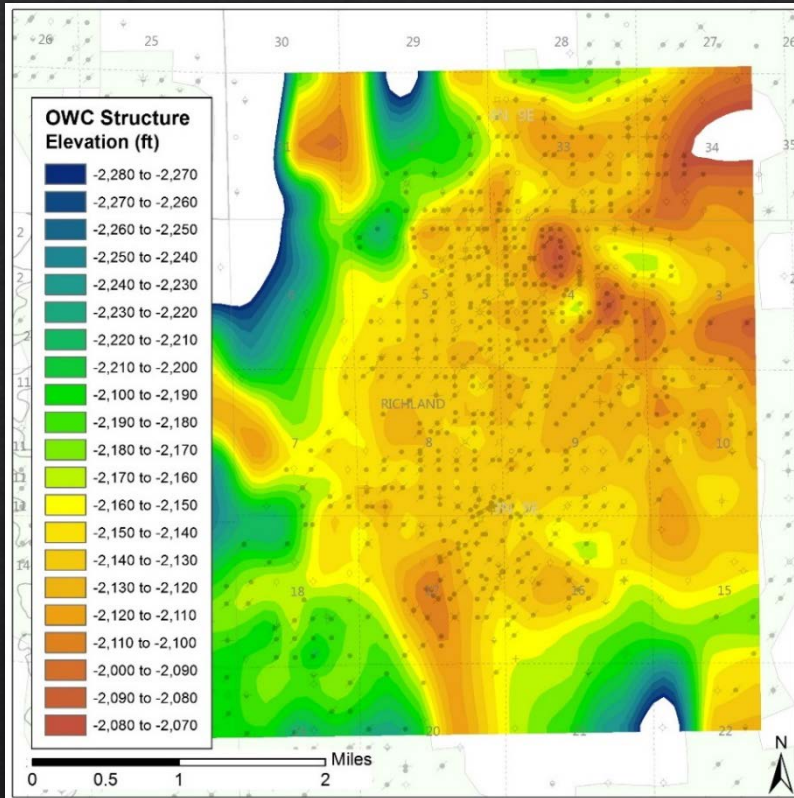 26 25 30 29 28 27 26
OWC Structure
Elevation (ft)
-2,280 to -2,270
-2,270 to -2,260
-2,260 to -2,250
-2,250 to -2,240
-2,240 to -2,230
-2,230 to -2,220
-2,220 to -2,210
-2,210 to -2,200
-2,100 to -2,190
-2,190 to -2,180
-2,180 to -2,170
-2,170 to -2,160
-2,160 to -2,150
-2,150 to -2,140
-2,140 to -2,130
-2,130 to -2,120
-2,120 to -2,110
-2,110 to -2,100
-2,000 to -2,090
-2,090 to -2,080
-2,080 to -2,070
33 34 35
5 4 3
RICHLAND
7 8 9 10
18 16 15
20 21 22
0 0.5 1 2 Miles
N